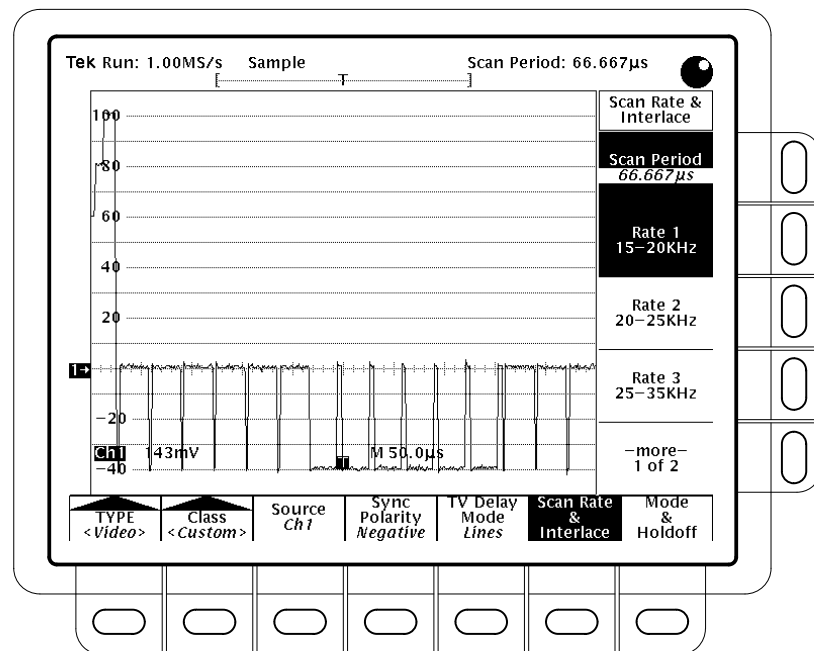 Tek Run: 1.00MS/s Sample Scan Period: 66.667µs
[ T ]
Scan Rate &
Interlace
100
80
60
40
20
1→
−20
−40
Ch1 143mV M 50.0µs
T
Scan Period
66.667µs
Rate 1
15−20KHz
Rate 2
20−25KHz
Rate 3
25−35KHz
−more−
1 of 2
TYPE
<Video>
Class
<Custom>
Source
Ch1
Sync
Polarity
Negative
TV Delay
Mode
Lines
Scan Rate
&
Interlace
Mode
&
Holdoff